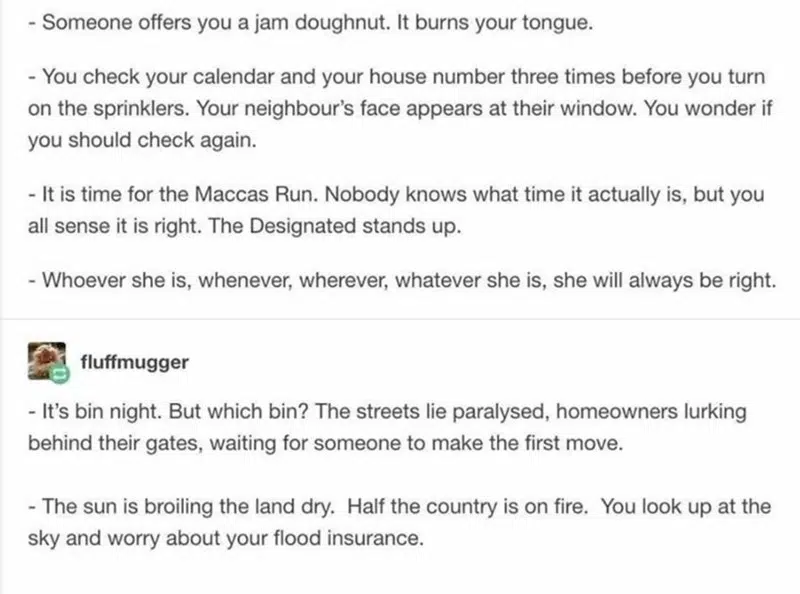 - Someone offers you a jam doughnut. It burns your tongue.
- You check your calendar and your house number three times before you turn
on the sprinklers. Your neighbour's face appears at their window. You wonder if
you should check again.
- It is time for the Maccas Run. Nobody knows what time it actually is, but you
all sense it is right. The Designated stands up.
- Whoever she is, whenever, wherever, whatever she is, she will always be right.
fluffmugger
- It's bin night. But which bin? The streets lie paralysed, homeowners lurking
behind their gates, waiting for someone to make the first move.
- The sun is broiling the land dry.  Half the country is on fire.  You look up at the
sky and worry about your flood insurance.